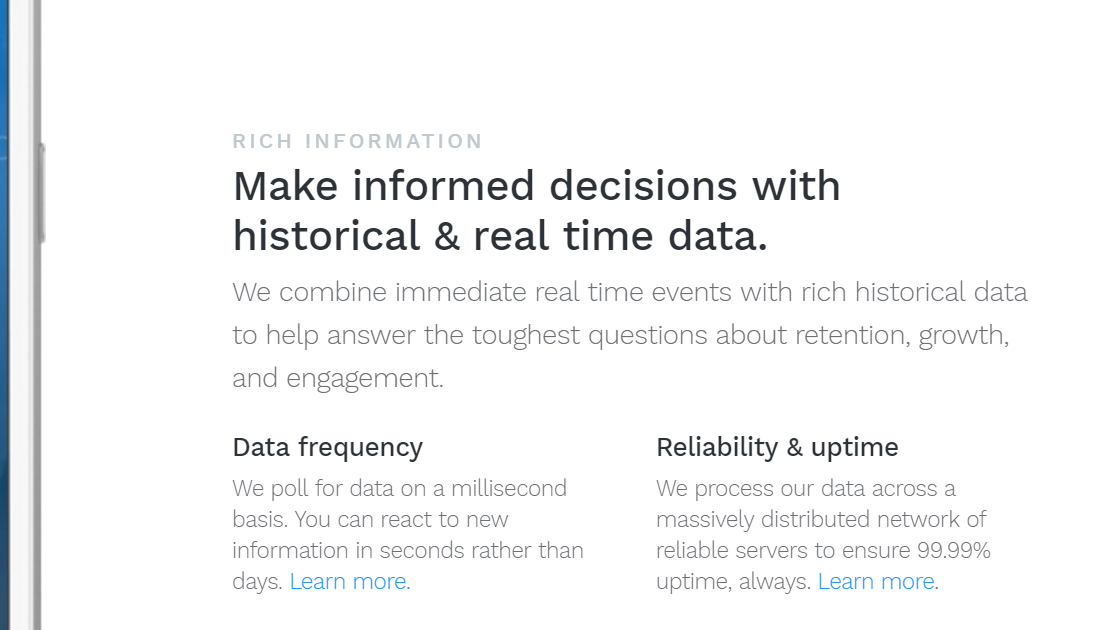 RICH INFORMATION
Make informed decisions with
historical & real time data.
We combine immediate real time events with rich historical data
to help answer the toughest questions about retention, growth,
and engagement.
Data frequency
We poll for data on a millisecond
basis. You can react to new
information in seconds rather than
days. Learn more.
Reliability & uptime
We process our data across a
massively distributed network of
reliable servers to ensure 99.99%
uptime, always. Learn more.